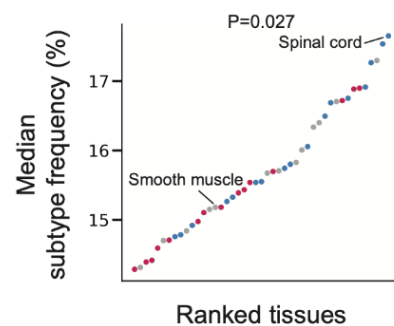 P=0.027
Spinal cord
Median
subtype frequency (%)
17
16
Smooth muscle
15
Ranked tissues